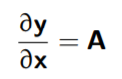 ∂y/∂x = A